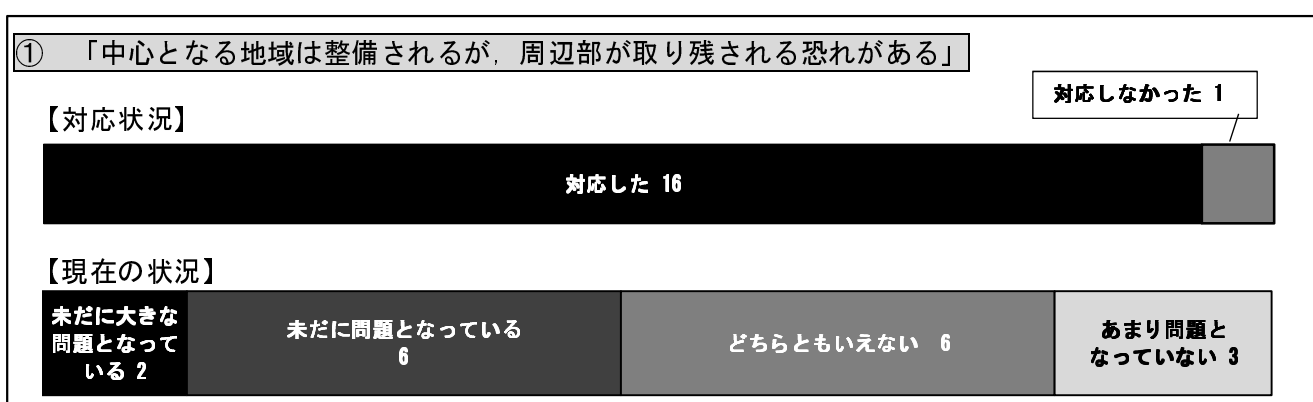 ① 「中心となる地域は整備されるが，周辺部が取り残される恐れがある」
対応しなかった 1
【対応状況】
対応した 16
【現在の状況】
未だに大きな
問題となって
いる 2
未だに問題となっている
6
どちらともいえない 6
あまり問題と
なっていない 3